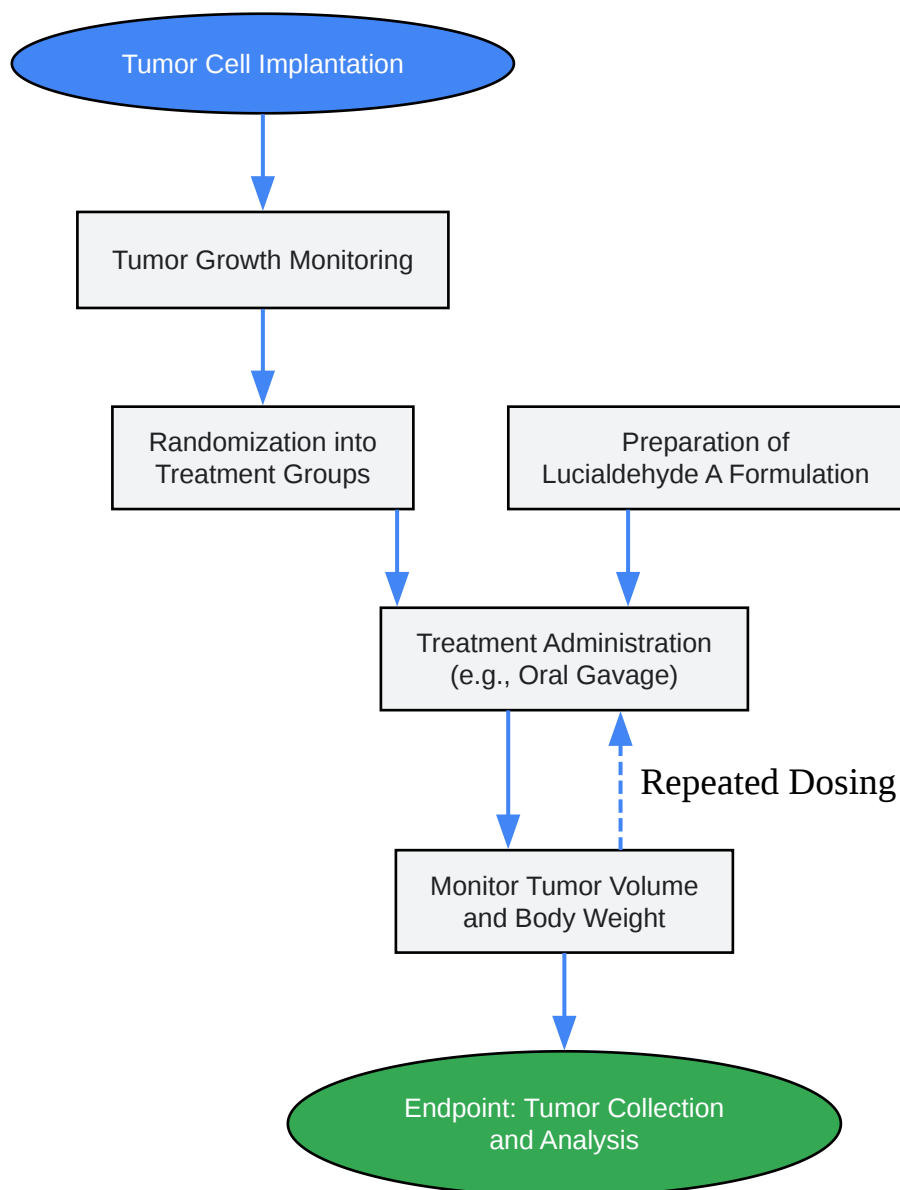 Tumor Cell Implantation
Tumor Growth Monitoring
Randomization into
Treatment Groups
Preparation of
Lucialdehyde A Formulation
Treatment Administration
(e.g., Oral Gavage)
Repeated Dosing
Monitor Tumor Volume
and Body Weight
Endpoint: Tumor Collection
and Analysis